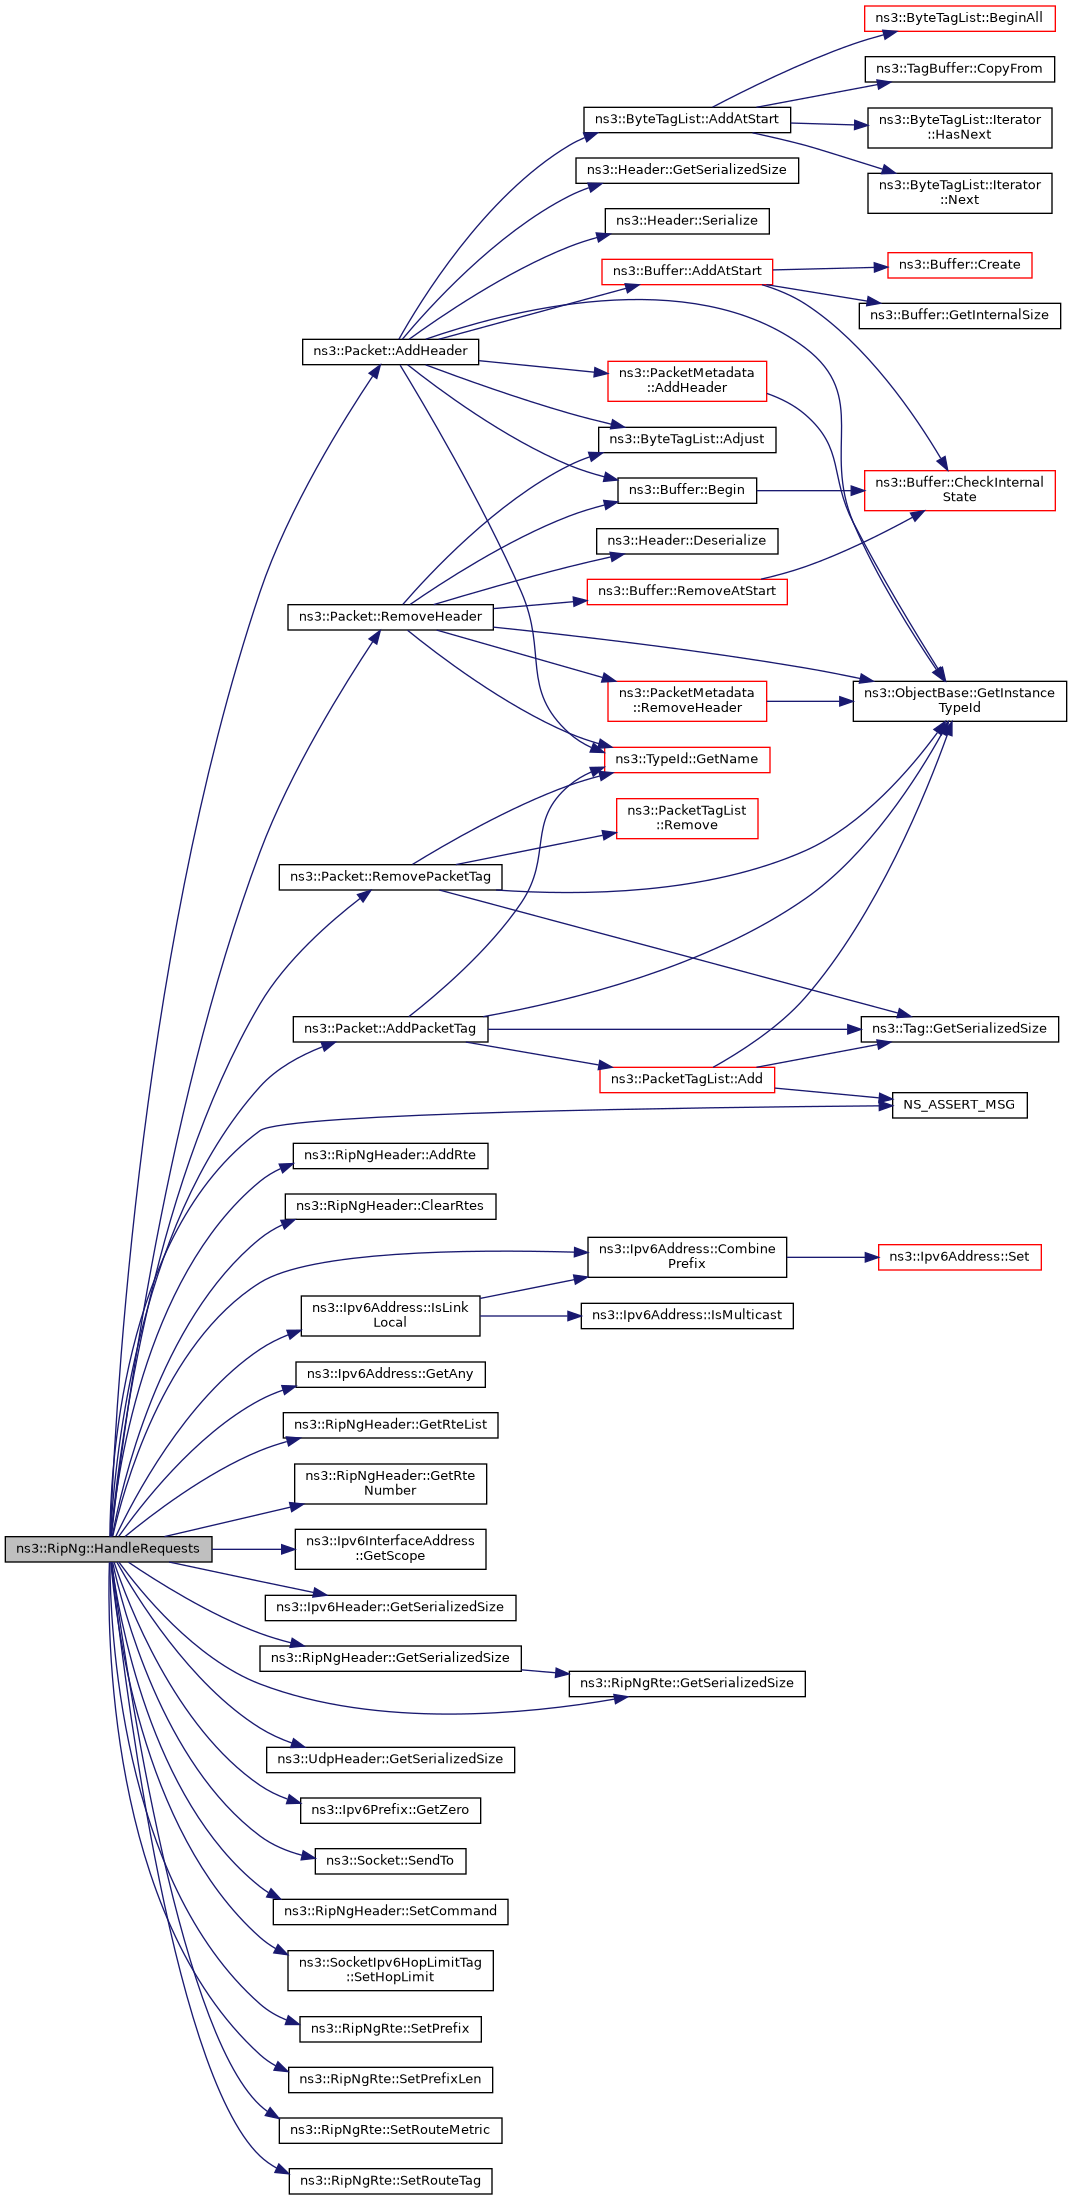 ns3::ByteTagList::BeginAll
ns3::TagBuffer::CopyFrom
ns3::ByteTagList::AddAtStart
ns3::ByteTagList::Iterator
::HasNext
ns3::Header::GetSerializedSize
ns3::ByteTagList::Iterator
::Next
ns3::Header::Serialize
ns3::Buffer::AddAtStart
ns3::Buffer::Create
ns3::Buffer::GetInternalSize
ns3::Packet::AddHeader
ns3::PacketMetadata
::AddHeader
ns3::ByteTagList::Adjust
ns3::Buffer::Begin
ns3::Buffer::CheckInternal
State
ns3::Header::Deserialize
ns3::Buffer::RemoveAtStart
ns3::Packet::RemoveHeader
ns3::PacketMetadata
::RemoveHeader
ns3::ObjectBase::GetInstance
TypeId
ns3::TypeId::GetName
ns3::PacketTagList
::Remove
ns3::Packet::RemovePacketTag
ns3::Packet::AddPacketTag
ns3::Tag::GetSerializedSize
ns3::PacketTagList::Add
NS_ASSERT_MSG
ns3::RipNgHeader::AddRte
ns3::RipNgHeader::ClearRtes
ns3::Ipv6Address::Combine
Prefix
ns3::Ipv6Address::Set
ns3::Ipv6Address::IsLink
Local
ns3::Ipv6Address::IsMulticast
ns3::Ipv6Address::GetAny
ns3::RipNgHeader::GetRteList
ns3::RipNgHeader::GetRte
Number
ns3::RipNg::HandleRequests
ns3::Ipv6InterfaceAddress
::GetScope
ns3::Ipv6Header::GetSerializedSize
ns3::RipNgHeader::GetSerializedSize
ns3::RipNgRte::GetSerializedSize
ns3::UdpHeader::GetSerializedSize
ns3::Ipv6Prefix::GetZero
ns3::Socket::SendTo
ns3::RipNgHeader::SetCommand
ns3::SocketIpv6HopLimitTag
::SetHopLimit
ns3::RipNgRte::SetPrefix
ns3::RipNgRte::SetPrefixLen
ns3::RipNgRte::SetRouteMetric
ns3::RipNgRte::SetRouteTag